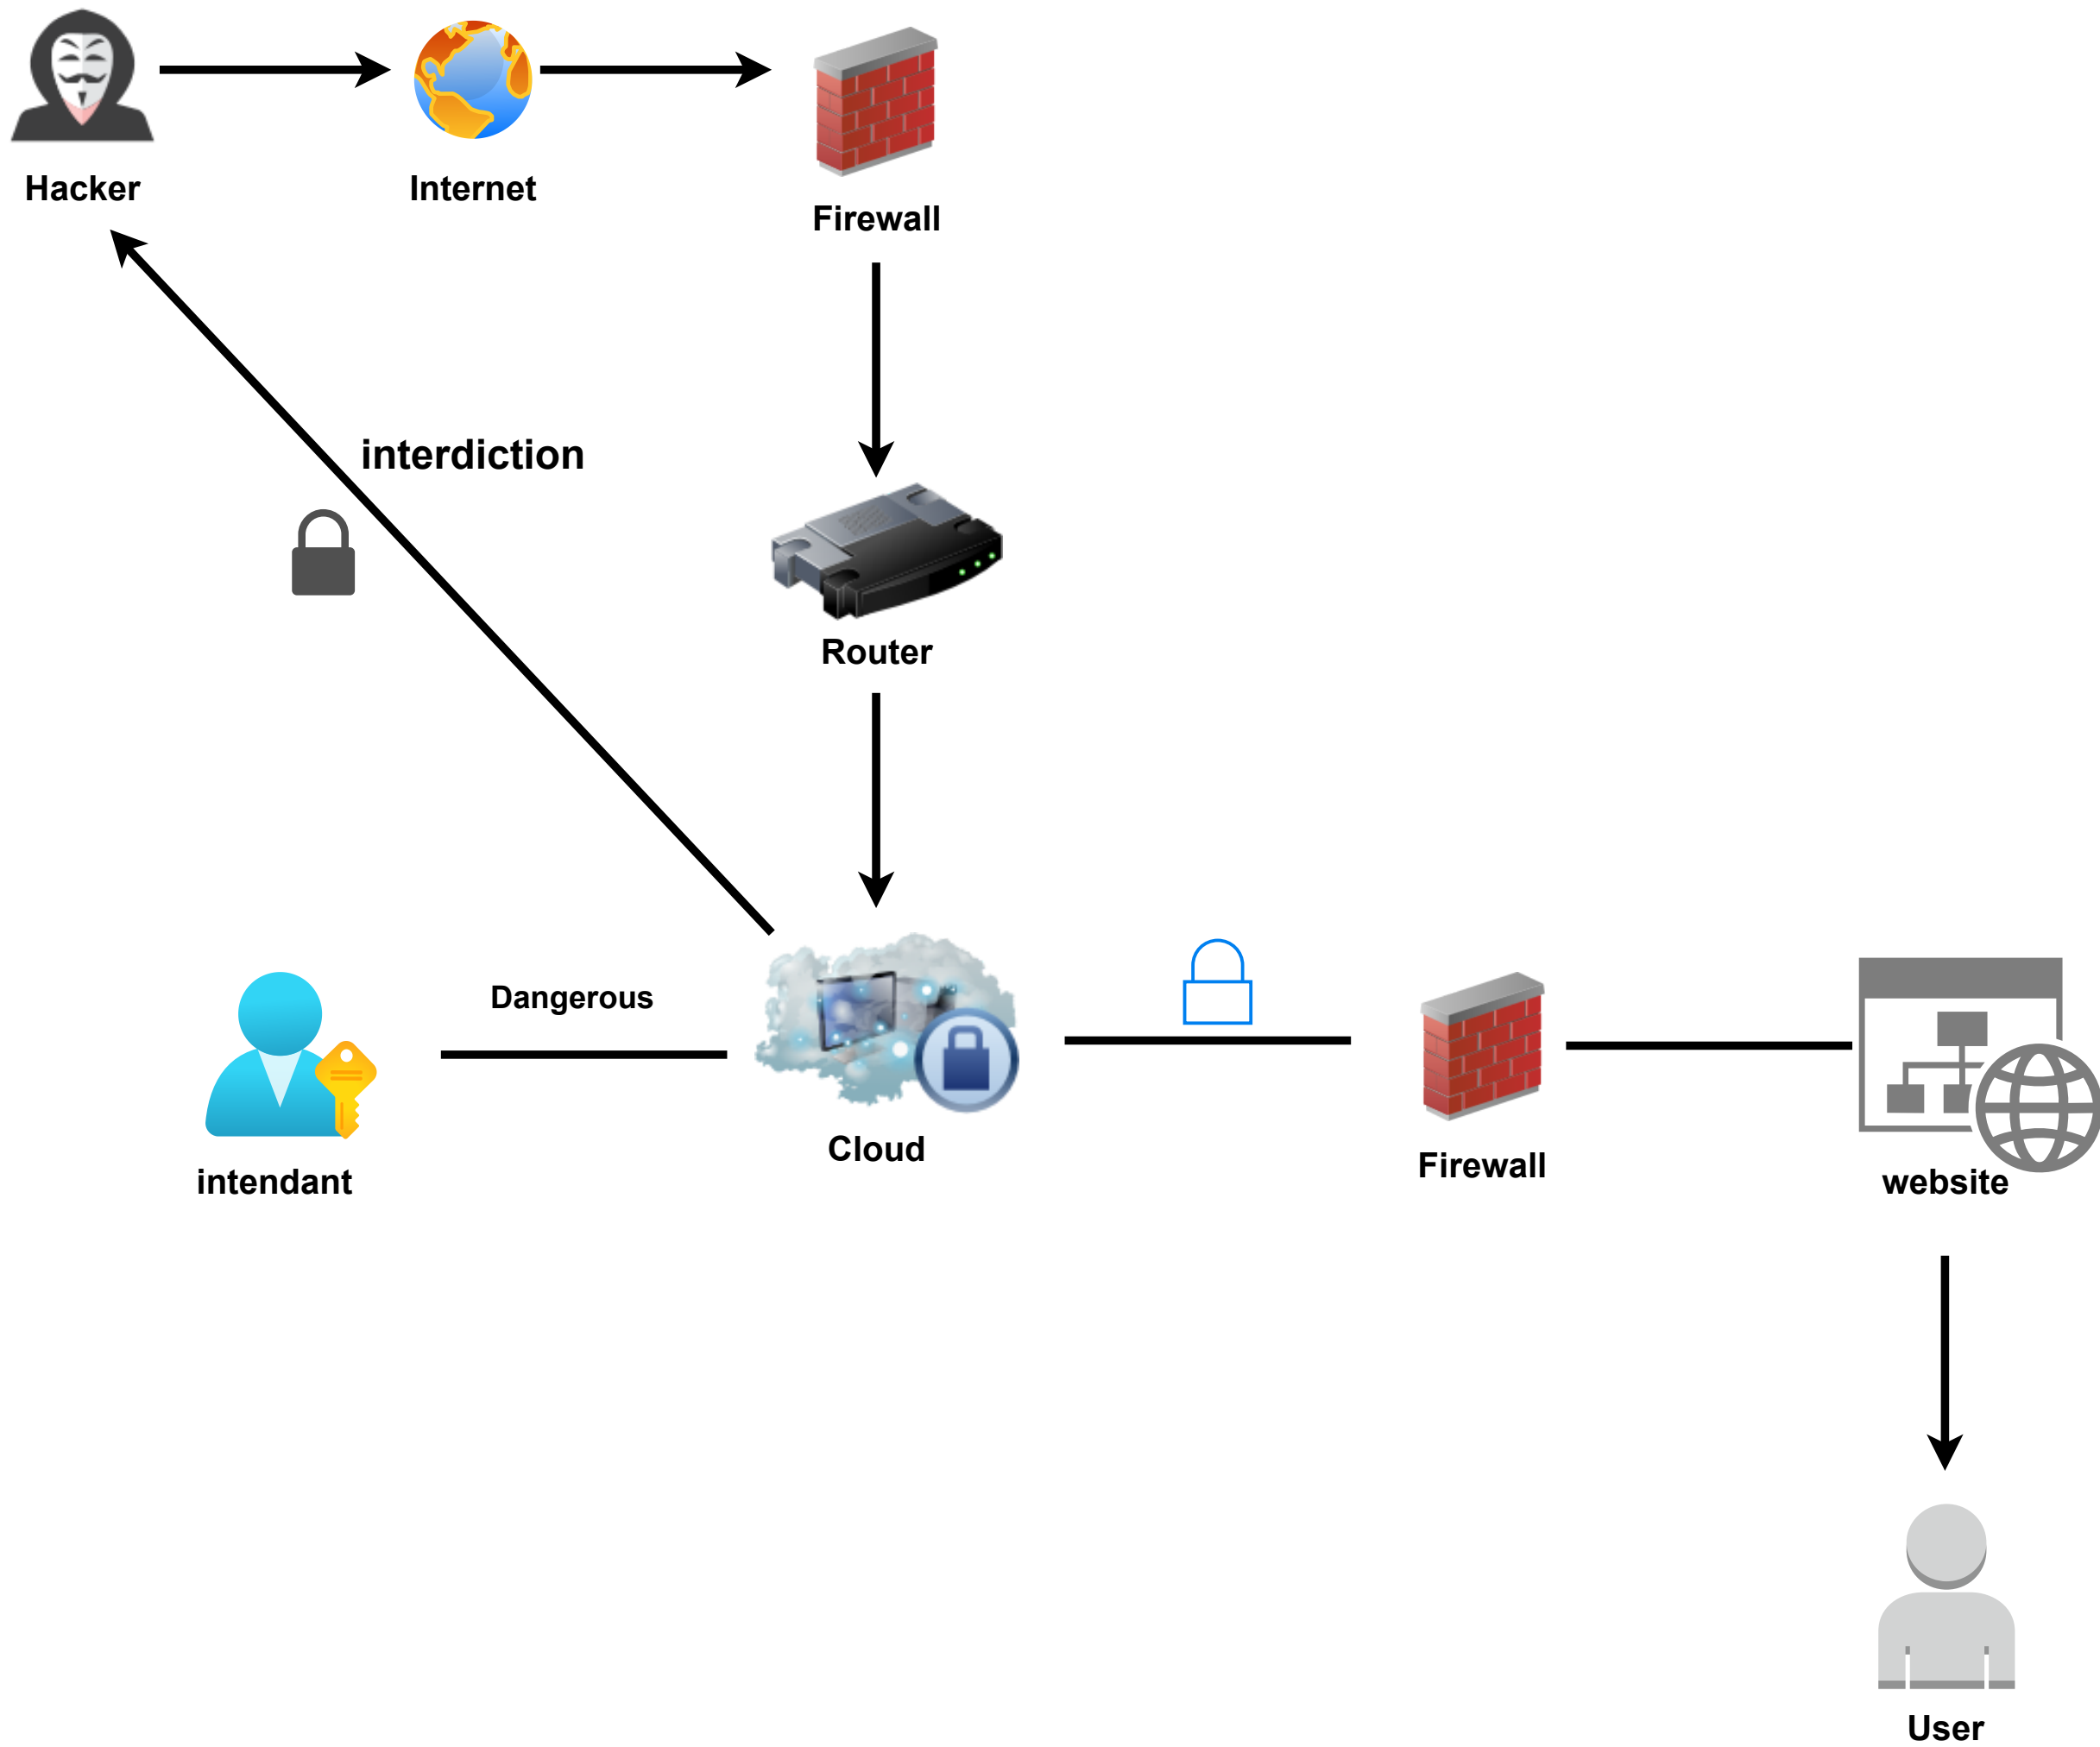 Hacker
Internet
Firewall
interdiction
Router
Dangerous
Cloud
intendant
Firewall
website
User